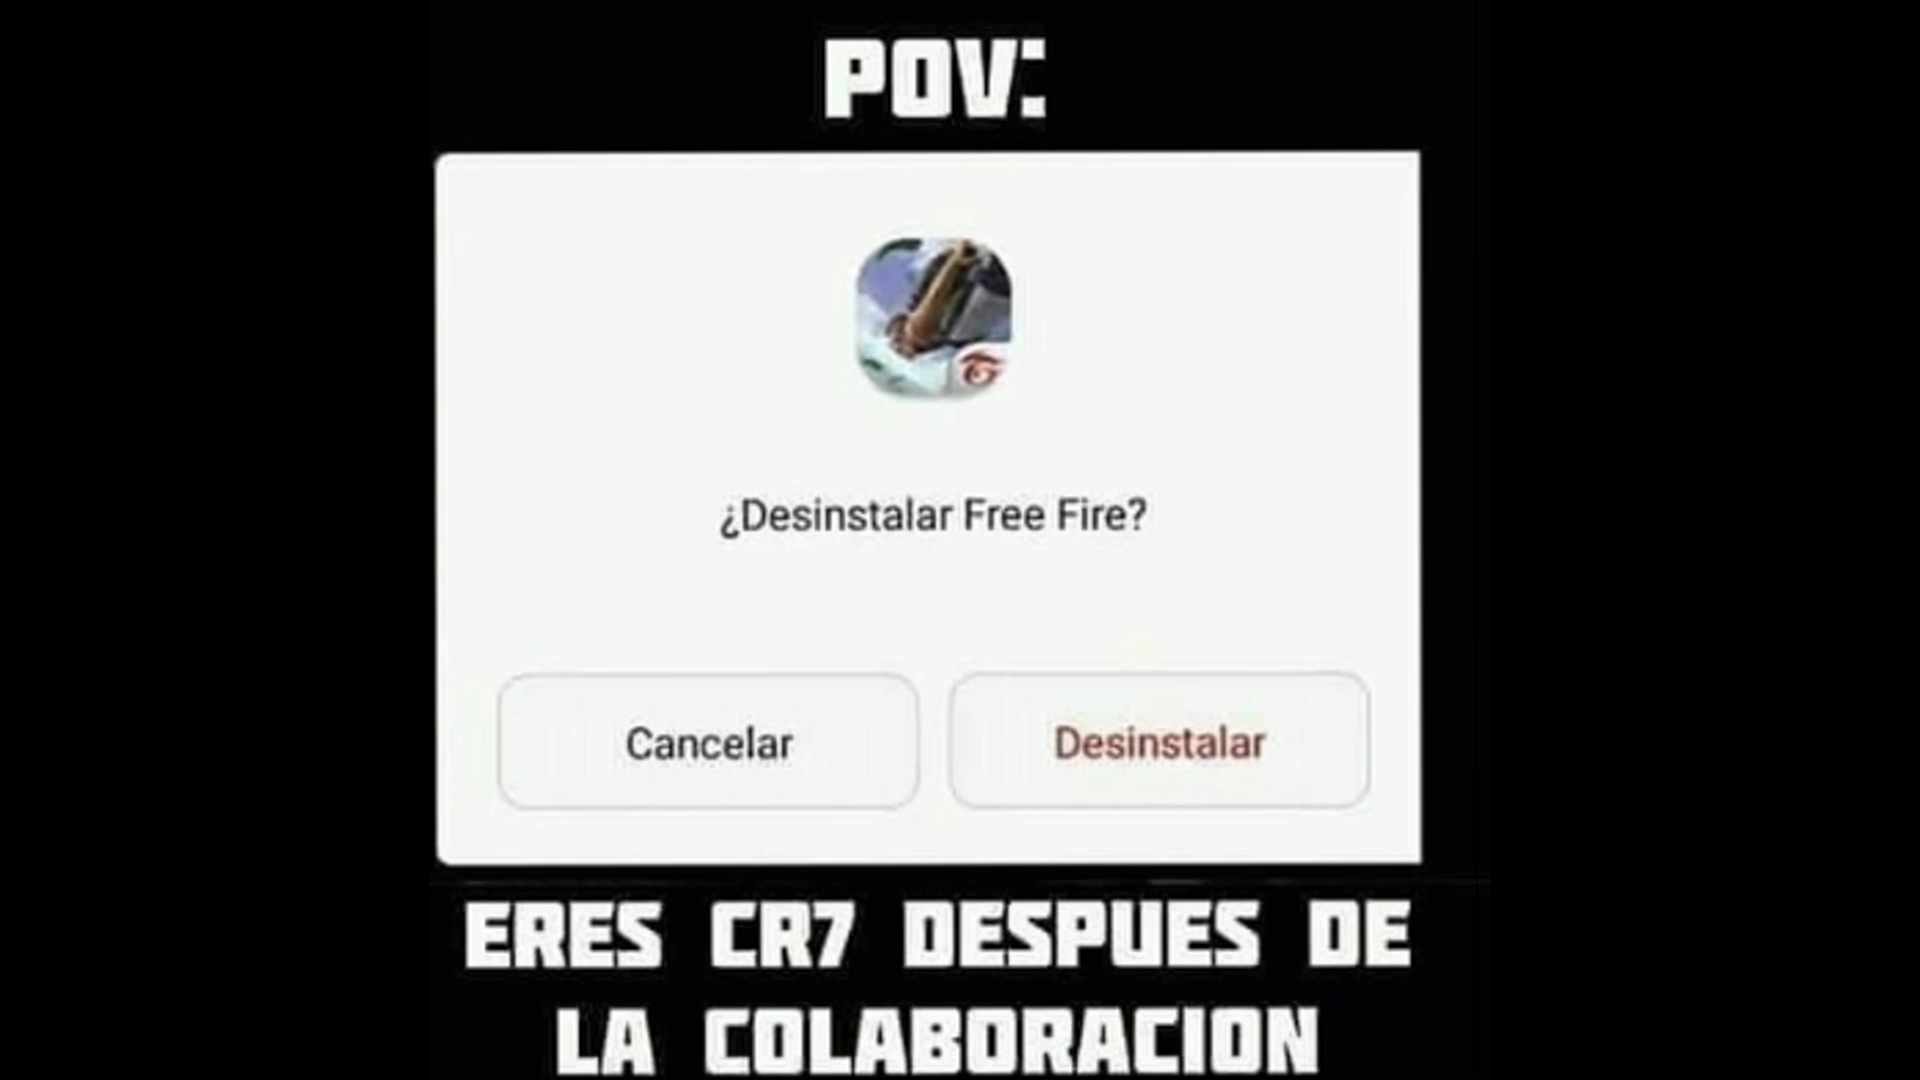 POV:
¿Desinstalar Free Fire?
Cancelar Desinstalar
ERES CR7 DESPUES DE
LA COLABORACION